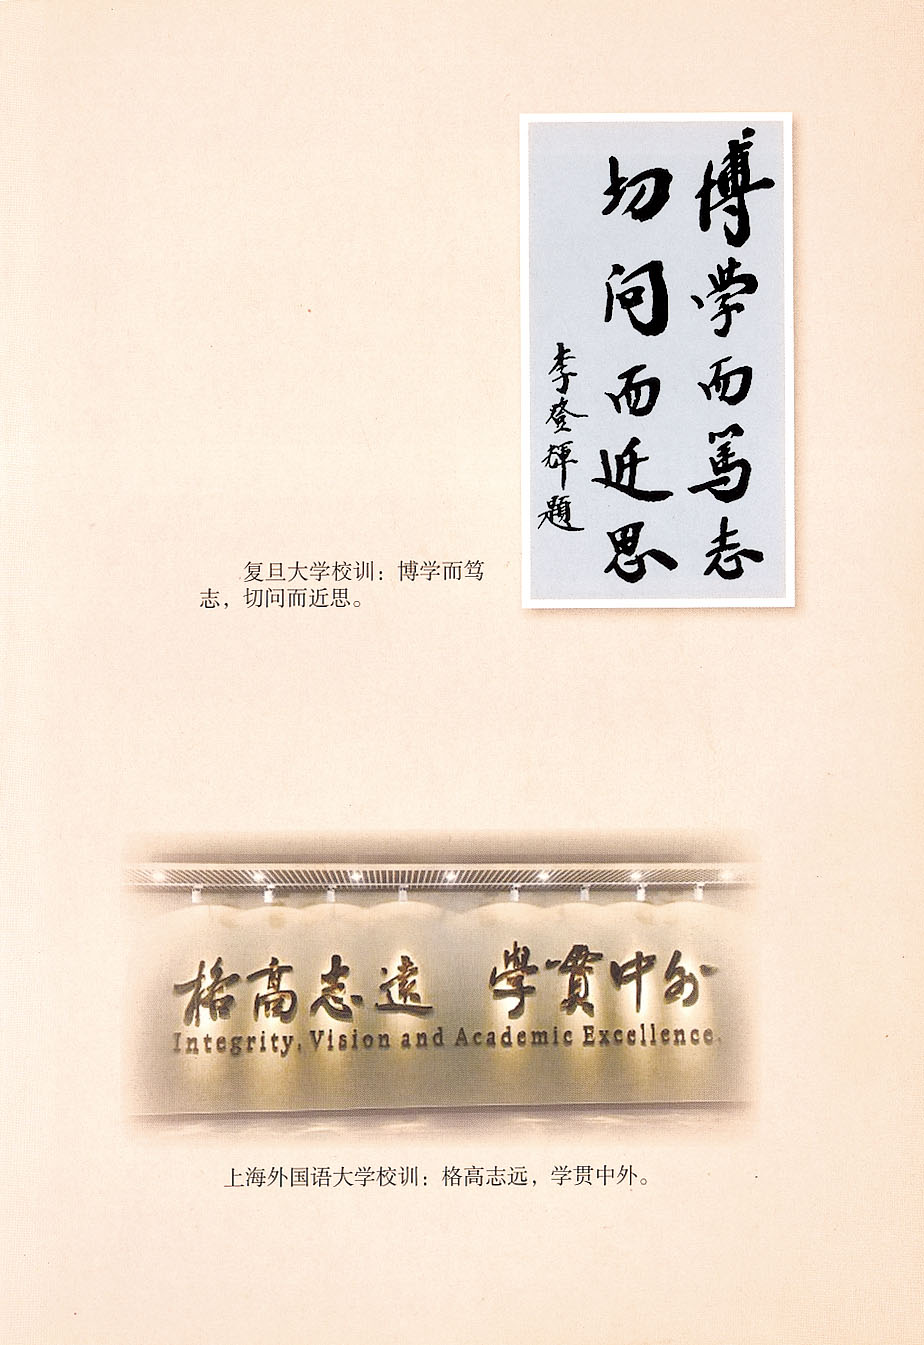 博学而篤志
切问而近思
李登輝題
复旦大学校训：博学而笃
志，切问而近思。
格高志遠 學貫中外
Integrity, Vision and Academic Excellence
上海外国语大学校训：格高志远，学贯中外。